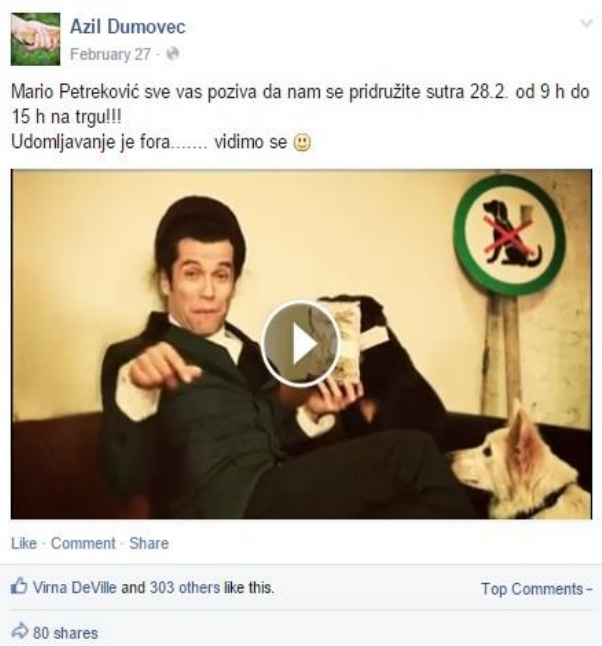 Azil Dumovec
February 27 ·
Mario Petreković sve vas poziva da nam se pridružite sutra 28.2. od 9 h do
15 h na trgu!!!
Udomljavanje je fora....... vidimo se
Like · Comment · Share
Virna DeVille and 303 others like this.
Top Comments
80 shares